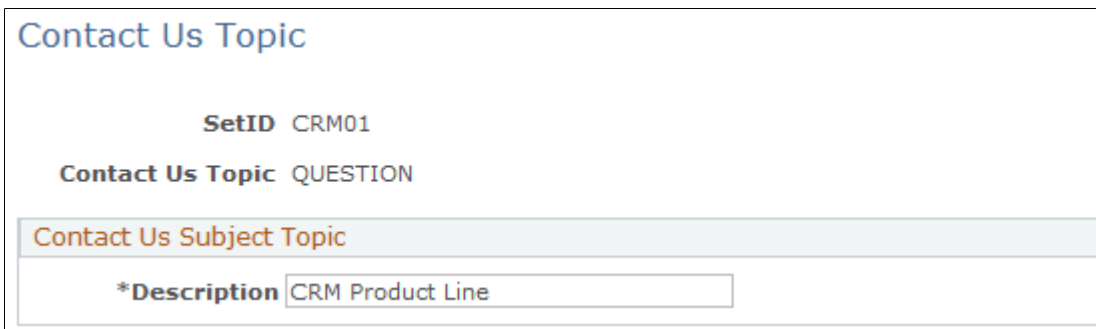 Contact Us Topic
SetID CRM01
Contact Us Topic QUESTION
Contact Us Subject Topic
*Description CRM Product Line